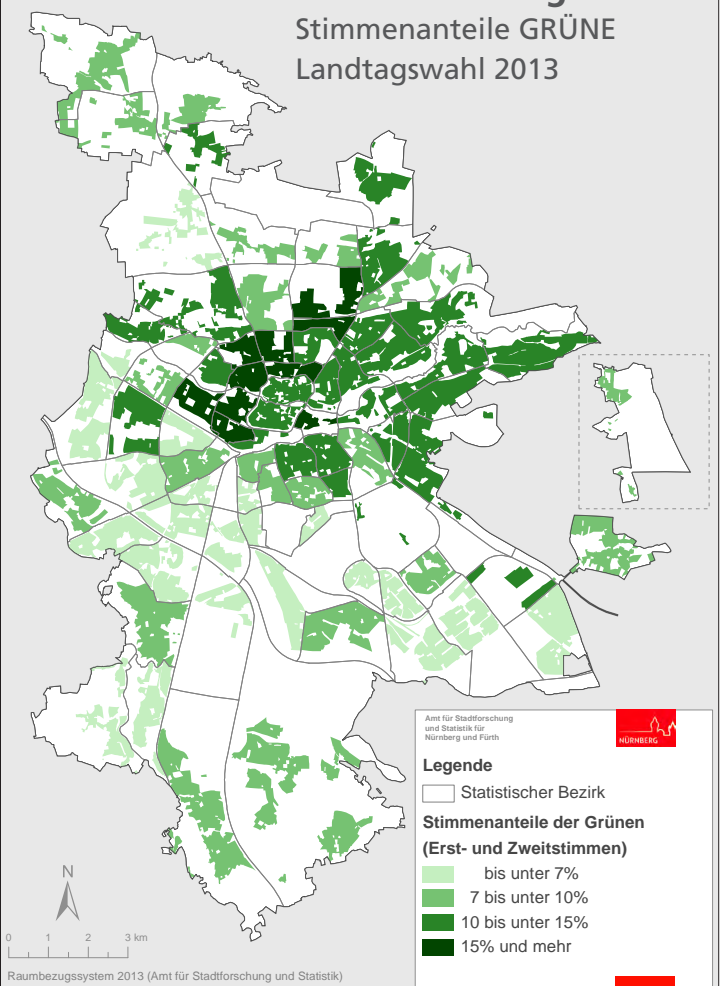 Stimmenanteile GRÜNE
Landtagswahl 2013
Amt für Stadtforschung
und Statistik für
Nürnberg und Fürth
NÜRNBERG
Legende
Statistischer Bezirk
Stimmenanteile der Grünen
(Erst- und Zweitstimmen)
bis unter 7%
7 bis unter 10%
10 bis unter 15%
15% und mehr
N
0 1 2 3 km
Raumbezugssystem 2013 (Amt für Stadtforschung und Statistik)